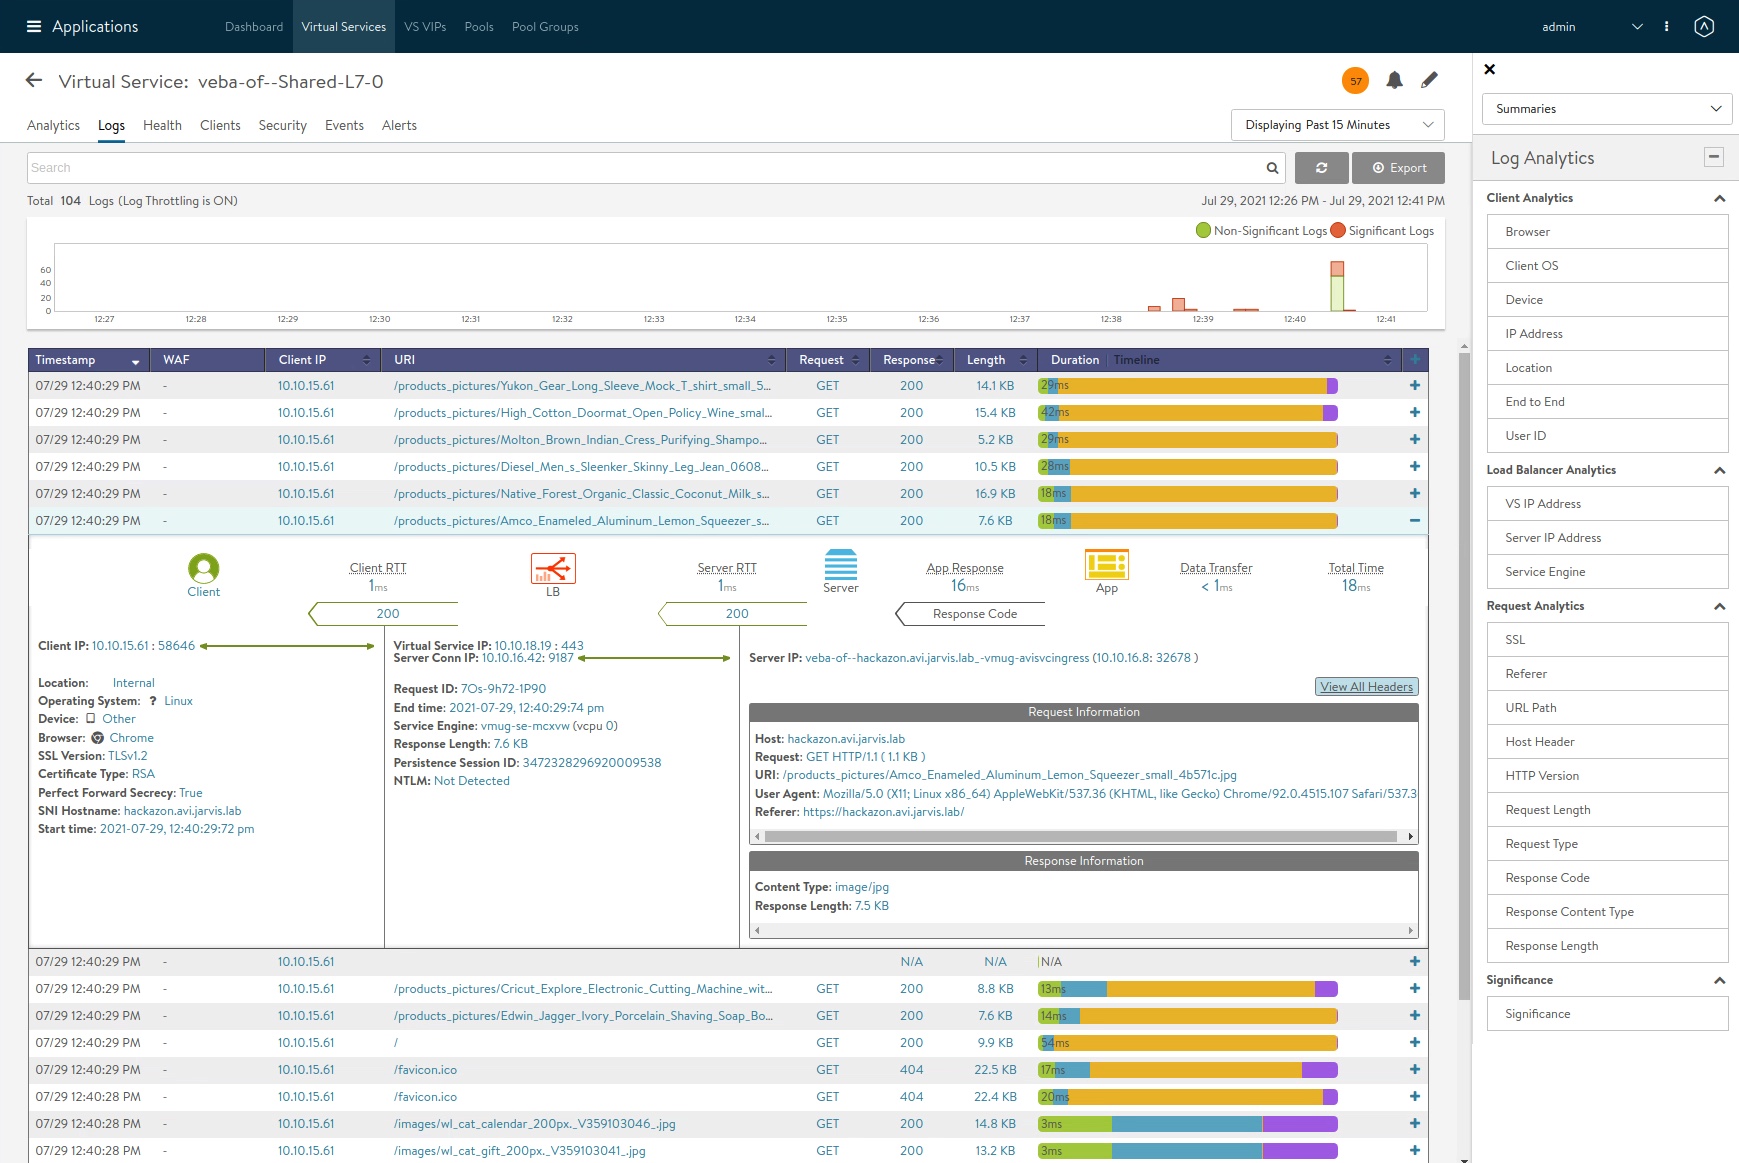 Applications Dashboard Virtual Services VS VIPs Pools Pool Groups admin
Virtual Service: veba-of--Shared-L7-0 57
Analytics Logs Health Clients Security Events Alerts Displaying Past 15 Minutes
Search Export
Total 104 Logs (Log Throttling is ON) Jul 29, 2021 12:26 PM - Jul 29, 2021 12:41 PM
Non-Significant Logs Significant Logs
60
40
20
0
12:27 12:28 12:29 12:30 12:31 12:32 12:33 12:34 12:35 12:36 12:37 12:38 12:39 12:40 12:41
Timestamp WAF Client IP URI Request Response Length Duration Timeline
07/29 12:40:29 PM - 10.10.15.61 /products_pictures/Yukon_Gear_Long_Sleeve_Mock_T_shirt_small_5... GET 200 14.1 KB 29ms
07/29 12:40:29 PM - 10.10.15.61 /products_pictures/High_Cotton_Doormat_Open_Policy_Wine_smal... GET 200 15.4 KB 42ms
07/29 12:40:29 PM - 10.10.15.61 /products_pictures/Molton_Brown_Indian_Cress_Purifying_Shampo... GET 200 5.2 KB 29ms
07/29 12:40:29 PM - 10.10.15.61 /products_pictures/Diesel_Men_s_Sleenker_Skinny_Leg_Jean_0608... GET 200 10.5 KB 28ms
07/29 12:40:29 PM - 10.10.15.61 /products_pictures/Native_Forest_Organic_Classic_Coconut_Milk_s... GET 200 16.9 KB 18ms
07/29 12:40:29 PM - 10.10.15.61 /products_pictures/Amco_Enameled_Aluminum_Lemon_Squeezer_s... GET 200 7.6 KB 18ms
Client Client RTT 1ms LB Server RTT 1ms Server App Response 16ms App Data Transfer < 1ms Total Time 18ms
200 200 Response Code
Client IP: 10.10.15.61 : 58646
Location: Internal
Operating System: ? Linux
Device: Other
Browser: Chrome
SSL Version: TLSv1.2
Certificate Type: RSA
Perfect Forward Secrecy: True
SNI Hostname: hackazon.avi.jarvis.lab
Start time: 2021-07-29, 12:40:29:72 pm
Virtual Service IP: 10.10.18.19 : 443
Server Conn IP: 10.10.16.42: 9187
Request ID: 7Os-9h72-1P90
End time: 2021-07-29, 12:40:29:74 pm
Service Engine: vmug-se-mcxvw (vcpu 0)
Response Length: 7.6 KB
Persistence Session ID: 3472328296920009538
NTLM: Not Detected
Server IP: veba-of--hackazon.avi.jarvis.lab_-vmug-avisvcingress (10.10.16.8: 32678 )
View All Headers
Request Information
Host: hackazon.avi.jarvis.lab
Request: GET HTTP/1.1 ( 1.1 KB )
URI: /products_pictures/Amco_Enameled_Aluminum_Lemon_Squeezer_small_4b571c.jpg
User Agent: Mozilla/5.0 (X11; Linux x86_64) AppleWebKit/537.36 (KHTML, like Gecko) Chrome/92.0.4515.107 Safari/537.3
Referer: https://hackazon.avi.jarvis.lab/
Response Information
Content Type: image/jpg
Response Length: 7.5 KB
07/29 12:40:29 PM - 10.10.15.61 N/A N/A N/A
07/29 12:40:29 PM - 10.10.15.61 /products_pictures/Cricut_Explore_Electronic_Cutting_Machine_wit... GET 200 8.8 KB 13ms
07/29 12:40:29 PM - 10.10.15.61 /products_pictures/Edwin_Jagger_Ivory_Porcelain_Shaving_Soap_Bo... GET 200 7.6 KB 14ms
07/29 12:40:29 PM - 10.10.15.61 / GET 200 9.9 KB 54ms
07/29 12:40:29 PM - 10.10.15.61 /favicon.ico GET 404 22.5 KB 17ms
07/29 12:40:28 PM - 10.10.15.61 /favicon.ico GET 404 22.4 KB 20ms
07/29 12:40:28 PM - 10.10.15.61 /images/wl_cat_calendar_200px._V359103046_.jpg GET 200 14.8 KB 3ms
07/29 12:40:28 PM - 10.10.15.61 /images/wl_cat_gift_200px._V359103041_.jpg GET 200 13.2 KB 3ms
Summaries
Log Analytics
Client Analytics
Browser
Client OS
Device
IP Address
Location
End to End
User ID
Load Balancer Analytics
VS IP Address
Server IP Address
Service Engine
Request Analytics
SSL
Referer
URL Path
Host Header
HTTP Version
Request Length
Request Type
Response Code
Response Content Type
Response Length
Significance
Significance